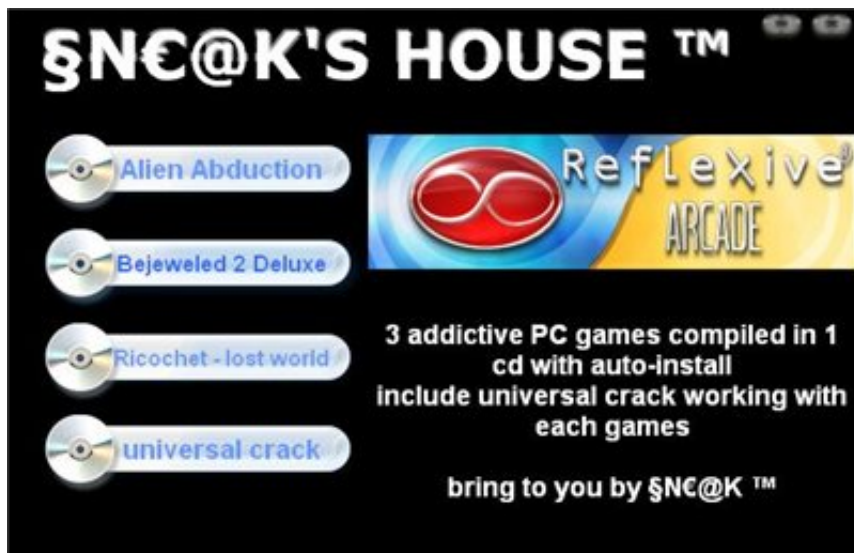 §N€@K'S HOUSE ™
Alien Abduction
Bejeweled 2 Deluxe
Ricochet - lost world
universal crack
Reflexive®
ARCADE
3 addictive PC games compiled in 1
cd with auto-install
include universal crack working with
each games
bring to you by §N€@K ™